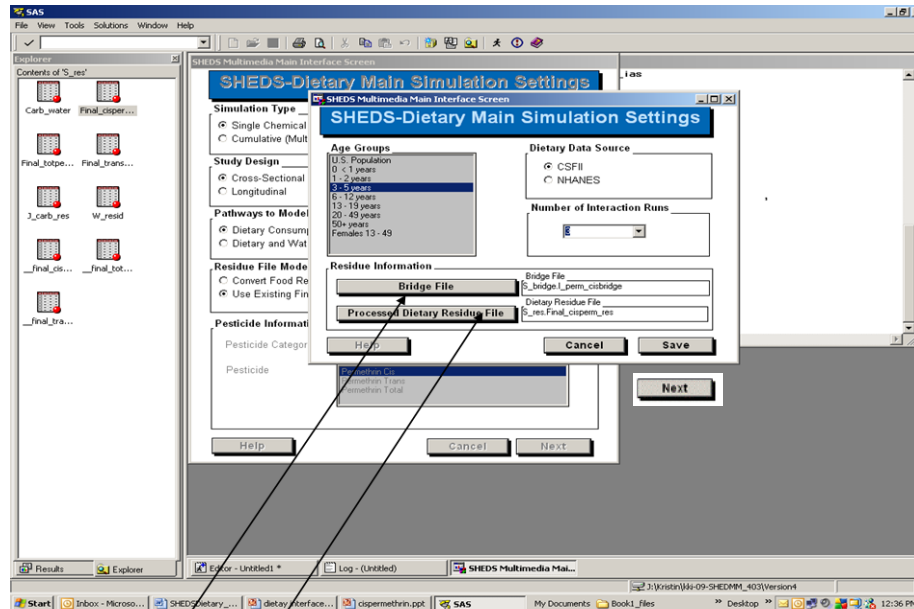 SAS
File View Tools Solutions Window Help
Explorer
Contents of 'S_res'
Carb_water Final_cisper...
Final_totpe... Final_trans...
J_carb_res W_resid
__final_cis... __final_tot...
__final_tra...
Results Explorer
SHEDS Multimedia Main Interface Screen
SHEDS-Dietary Main Simulation Settings
Simulation Type
Single Chemical
Cumulative (Mult
Study Design
Cross-Sectional
Longitudinal
Pathways to Model
Dietary Consump
Dietary and Wat
Residue File Mode
Convert Food Re
Use Existing Fin
Pesticide Informati
Pesticide Categor
Pesticide
Permethrin Cis
Permethrin Trans
Permethrin Total
Help Cancel Next
_ias
SHEDS Multimedia Main Interface Screen
SHEDS-Dietary Main Simulation Settings
Age Groups
U.S. Population
0 < 1 years
1 - 2 years
3 - 5 years
6 - 12 years
13 - 19 years
20 - 49 years
50+ years
Females 13 - 49
Dietary Data Source
CSFII
NHANES
Number of Interaction Runs
3
Residue Information
Bridge File
Bridge File
S_bridge.l_perm_cisbridge
Processed Dietary Residue File
Dietary Residue File
S_res.Final_cisperm_res
Help Cancel Save
Next
Editor - Untitled1 * Log - (Untitled) SHEDS Multimedia Mai...
J:\Kristin\kki-09-SHEDMM_403\Version4
Start Inbox - Microso... SHEDSDietary_... dietay interface... cispermethrin.ppt SAS My Documents Book1_files » Desktop » 12:36 PM